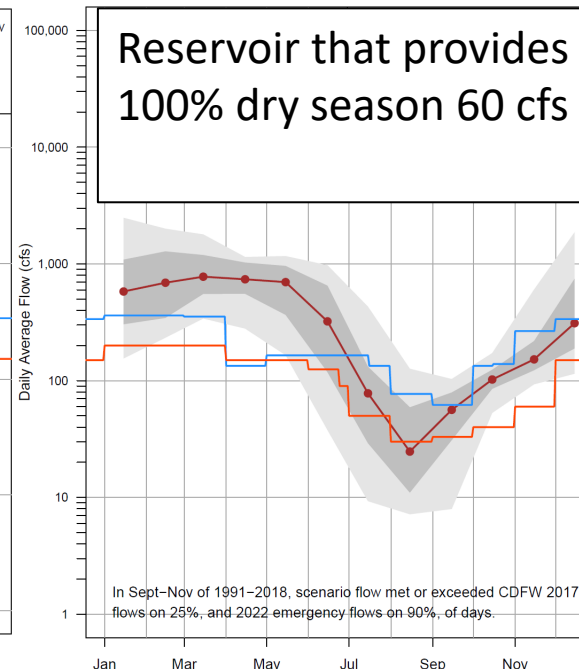 Reservoir that provides
100% dry season 60 cfs
Daily Average Flow (cfs)
100,000
10,000
1,000
100
10
1
In Sept−Nov of 1991−2018, scenario flow met or exceeded CDFW 2017
flows on 25%, and 2022 emergency flows on 90%, of days.
Jan Mar May Jul Sep Nov